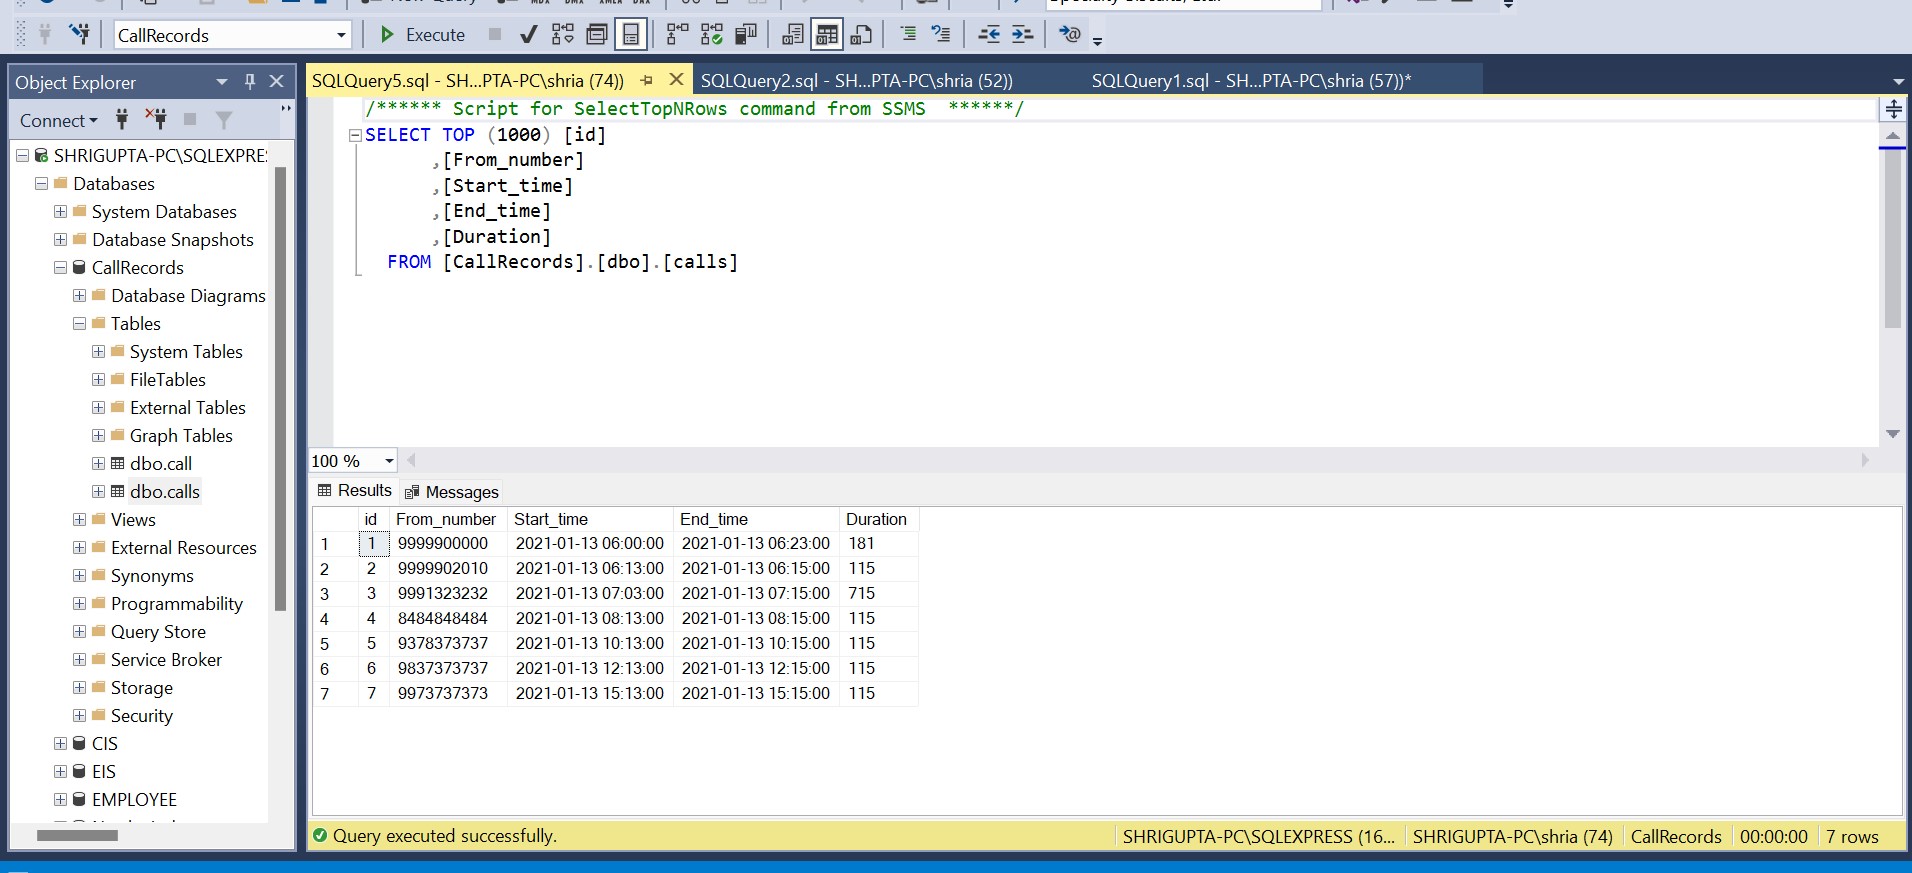 CallRecords
Execute
Object Explorer
SQLQuery5.sql - SH...PTA-PC\shria (74))
SQLQuery2.sql - SH...PTA-PC\shria (52))
SQLQuery1.sql - SH...PTA-PC\shria (57))*
Connect
SHRIGUPTA-PC\SQLEXPRE
Databases
System Databases
Database Snapshots
CallRecords
Database Diagrams
Tables
System Tables
FileTables
External Tables
Graph Tables
dbo.call
dbo.calls
Views
External Resources
Synonyms
Programmability
Query Store
Service Broker
Storage
Security
CIS
EIS
EMPLOYEE
/****** Script for SelectTopNRows command from SSMS ******/
SELECT TOP (1000) [id]
,[From_number]
,[Start_time]
,[End_time]
,[Duration]
FROM [CallRecords].[dbo].[calls]
100 %
Results Messages
id From_number Start_time End_time Duration
1 1 9999900000 2021-01-13 06:00:00 2021-01-13 06:23:00 181
2 2 9999902010 2021-01-13 06:13:00 2021-01-13 06:15:00 115
3 3 9991323232 2021-01-13 07:03:00 2021-01-13 07:15:00 715
4 4 8484848484 2021-01-13 08:13:00 2021-01-13 08:15:00 115
5 5 9378373737 2021-01-13 10:13:00 2021-01-13 10:15:00 115
6 6 9837373737 2021-01-13 12:13:00 2021-01-13 12:15:00 115
7 7 9973737373 2021-01-13 15:13:00 2021-01-13 15:15:00 115
Query executed successfully.
SHRIGUPTA-PC\SQLEXPRESS (16... SHRIGUPTA-PC\shria (74) CallRecords 00:00:00 7 rows